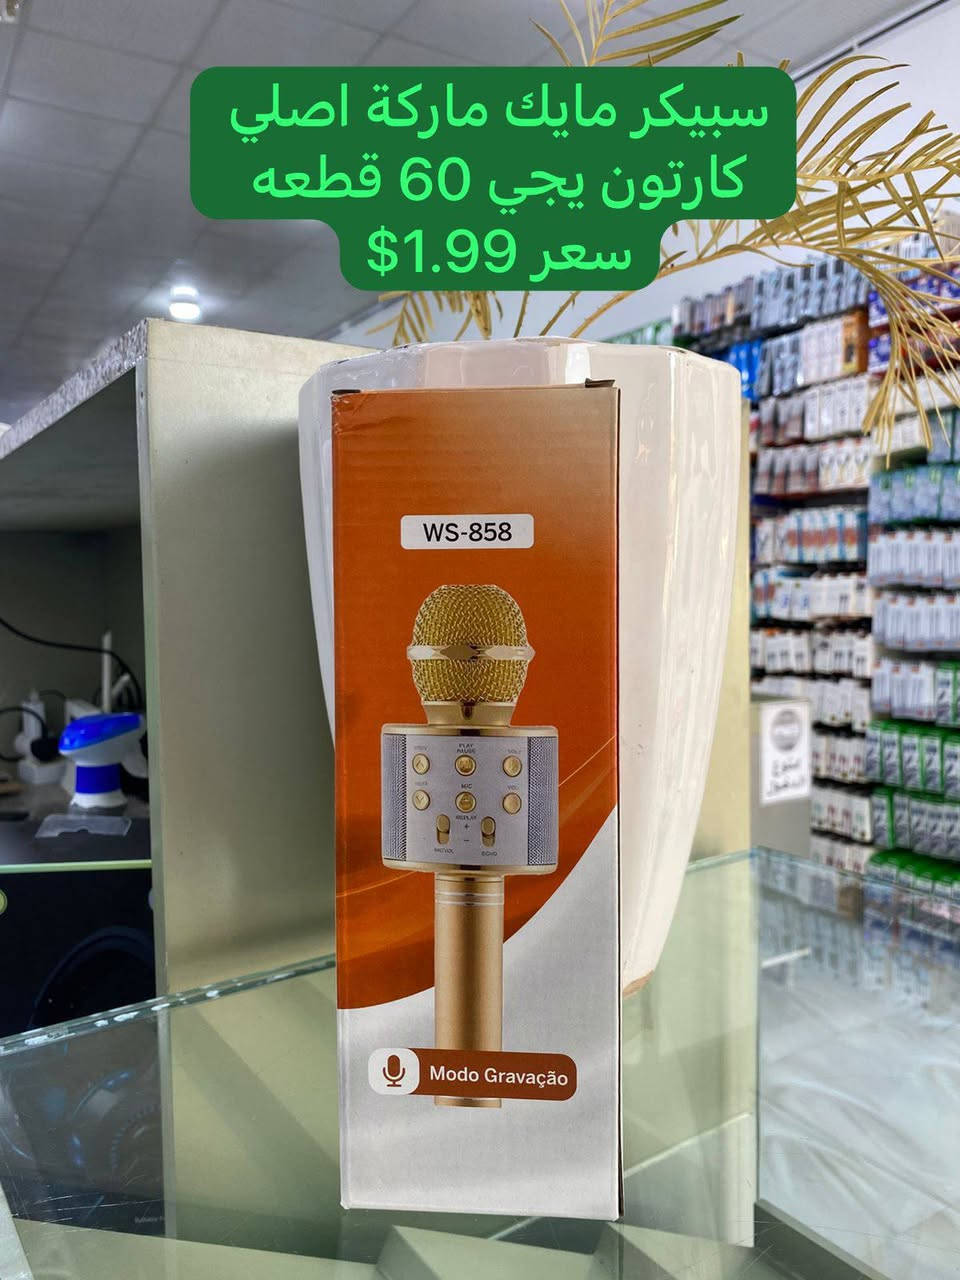 سبيكر مايك ماركة اصلي
كارتون يجي 60 قطعه
سعر 1.99$
WS-858
PLAY
PAUSE
MIC
REPLAY
ECHO
Modo Gravação
ممنوع